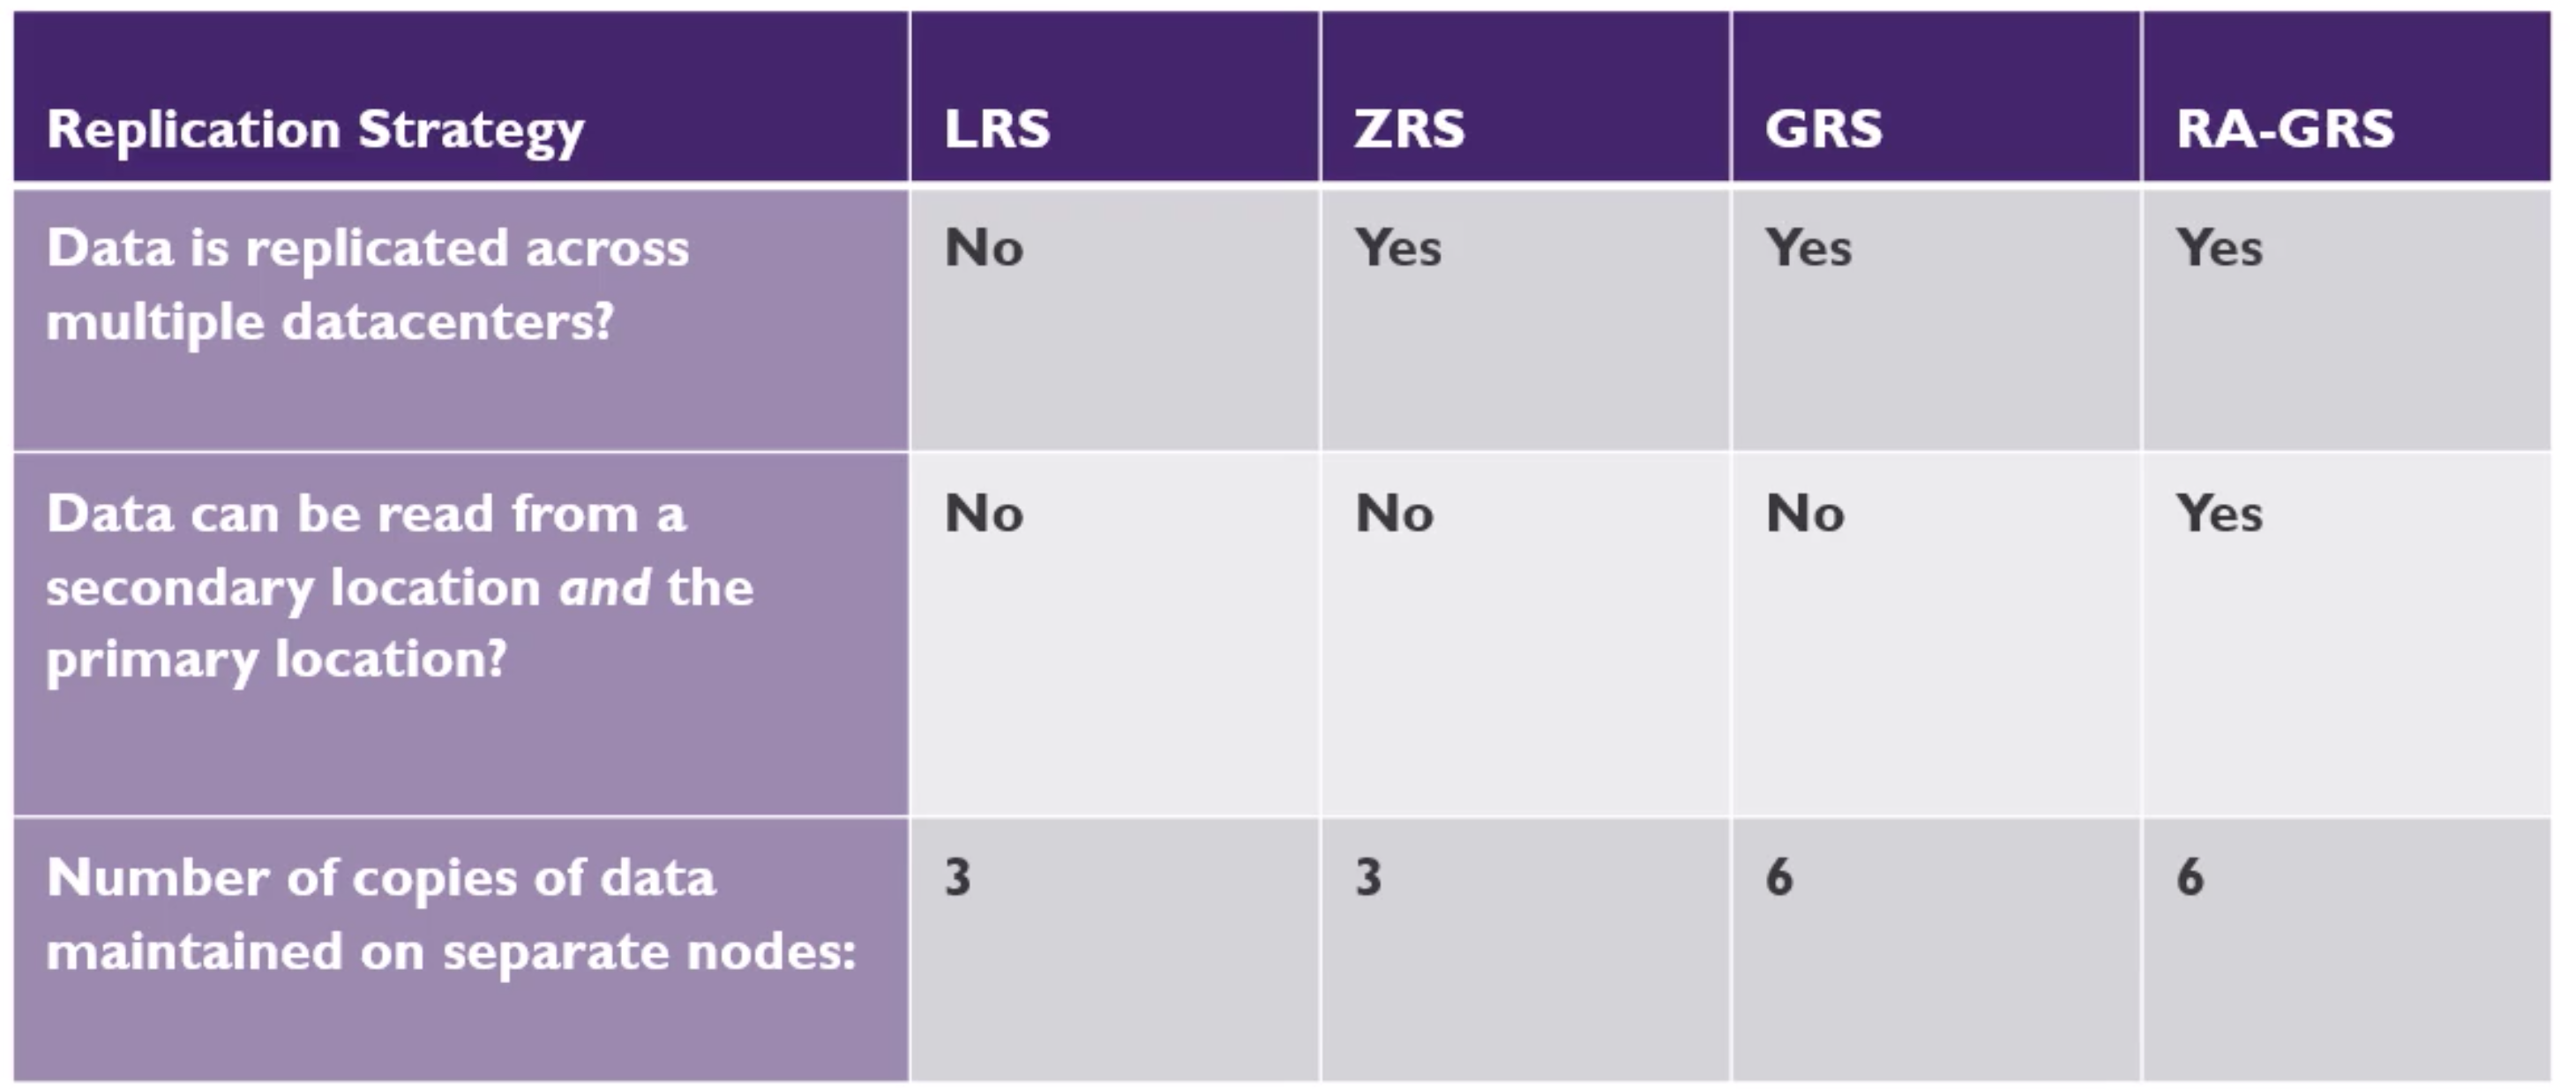 Replication Strategy LRS ZRS GRS RA-GRS
Data is replicated across No Yes Yes Yes
multiple datacenters?
Data can be read from a No No No Yes
secondary location and the
primary location?
Number of copies of data 3 3 6 6
maintained on separate nodes: